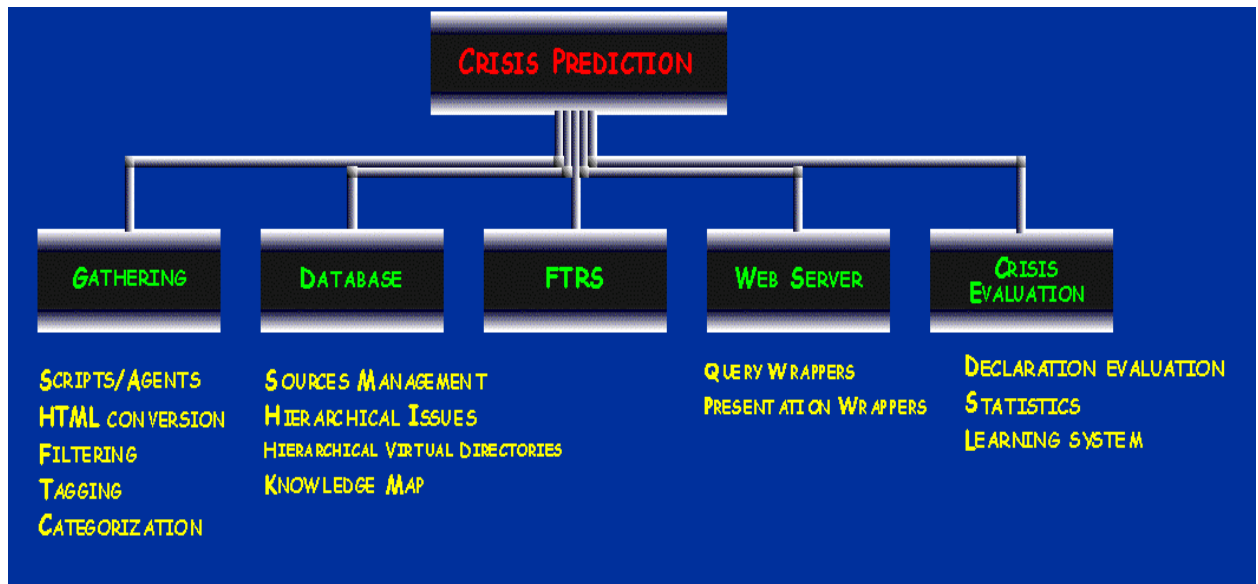 CRISIS PREDICTION
GATHERING
DATABASE
FTRS
WEB SERVER
CRISIS
EVALUATION
SCRIPTS/AGENTS
HTML CONVERSION
FILTERING
TAGGING
CATEGORIZATION
SOURCES MANAGEMENT
HIERARCHICAL ISSUES
HIERARCHICAL VIRTUAL DIRECTORIES
KNOWLEDGE MAP
QUERY WRAPPERS
PRESENTATION WRAPPERS
DECLARATION EVALUATION
STATISTICS
LEARNING SYSTEM